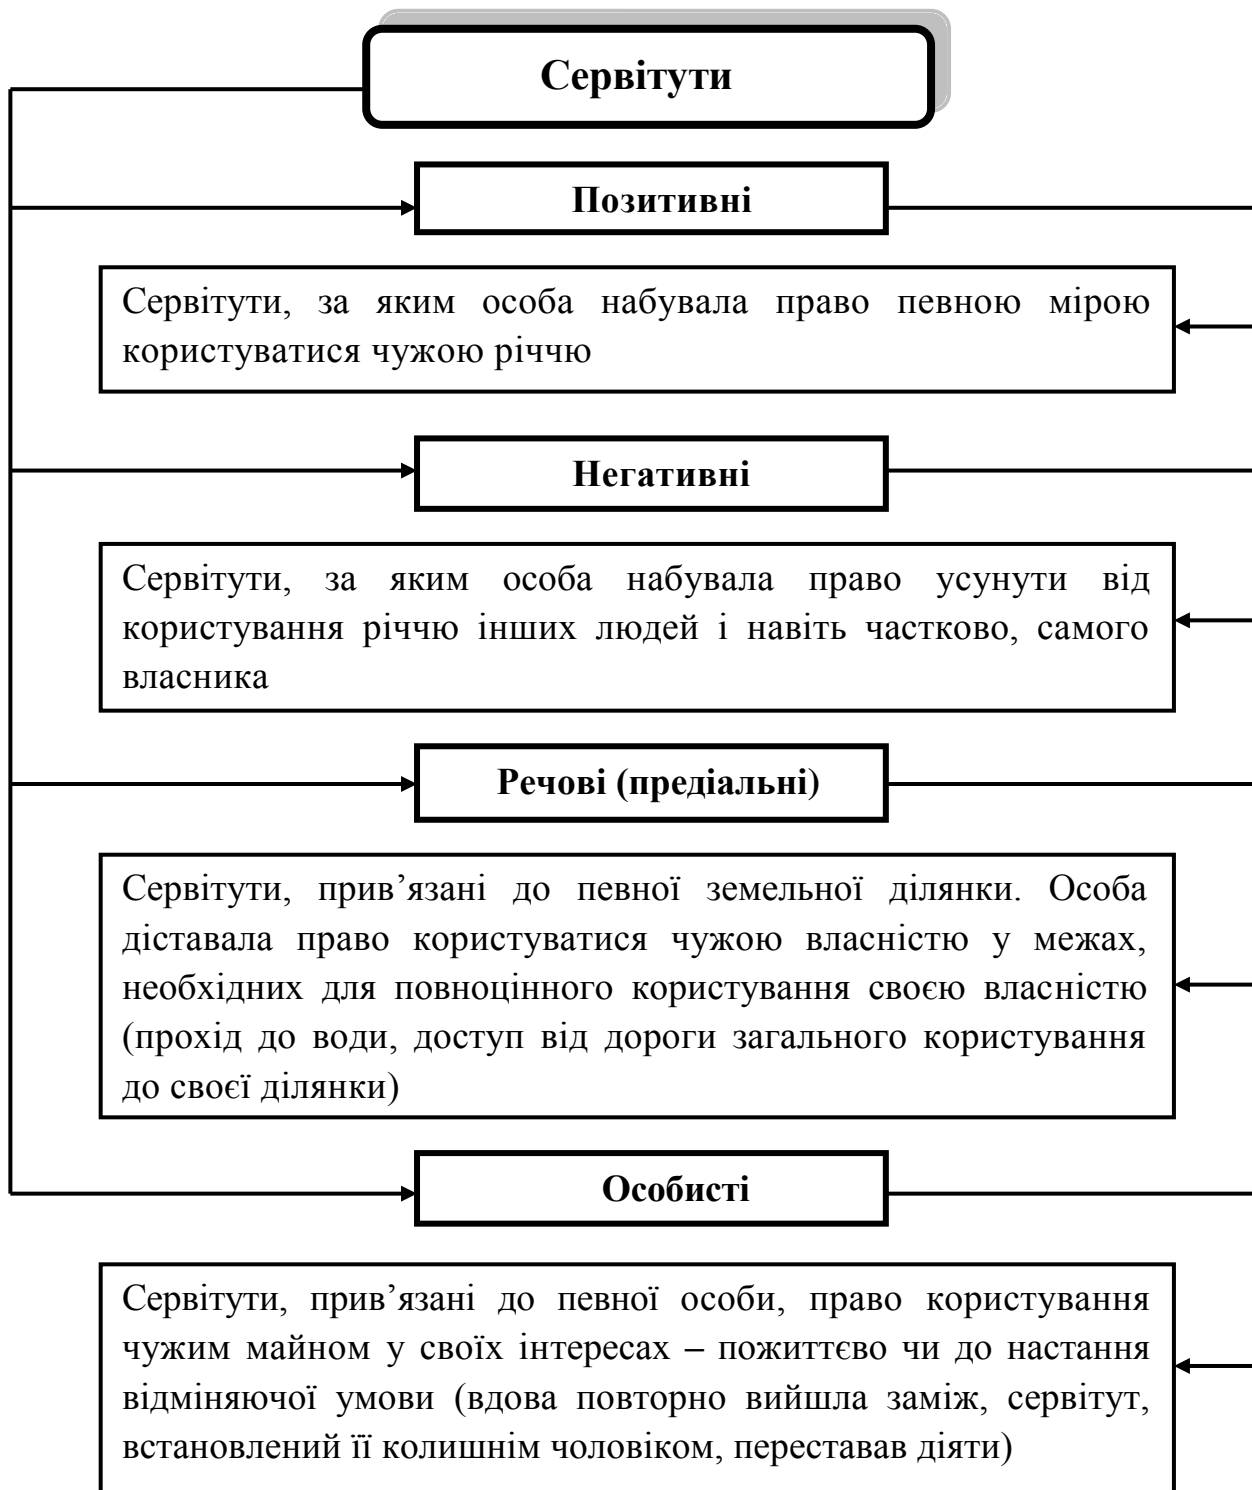 Сервітути
Позитивні
Сервітути, за яким особа набувала право певною мірою
користуватися чужою річчю
Негативні
Сервітути, за яким особа набувала право усунути від
користування річчю інших людей і навіть частково, самого
власника
Речові (предіальні)
Сервітути, прив’язані до певної земельної ділянки. Особа
діставала право користуватися чужою власністю у межах,
необхідних для повноцінного користування своєю власністю
(прохід до води, доступ від дороги загального користування
до своєї ділянки)
Особисті
Сервітути, прив’язані до певної особи, право користування
чужим майном у своїх інтересах – пожиттєво чи до настання
відміняючої умови (вдова повторно вийшла заміж, сервітут,
встановлений її колишнім чоловіком, переставав діяти)